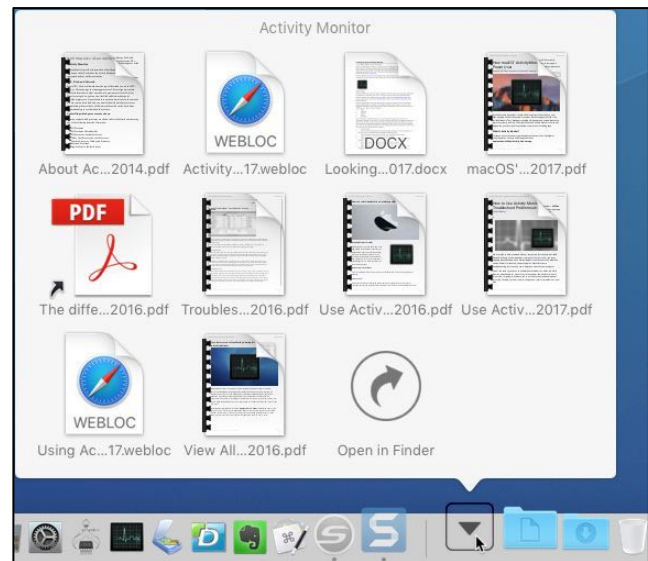 Activity Monitor
WEBLOC
DOCX
About Ac...2014.pdf
Activity...17.webloc
Looking...017.docx
macOS'...2017.pdf
PDF
The diffe...2016.pdf
Troubles...2016.pdf
Use Activ...2016.pdf
Use Activ...2017.pdf
WEBLOC
Using Ac...17.webloc
View All...2016.pdf
Open in Finder